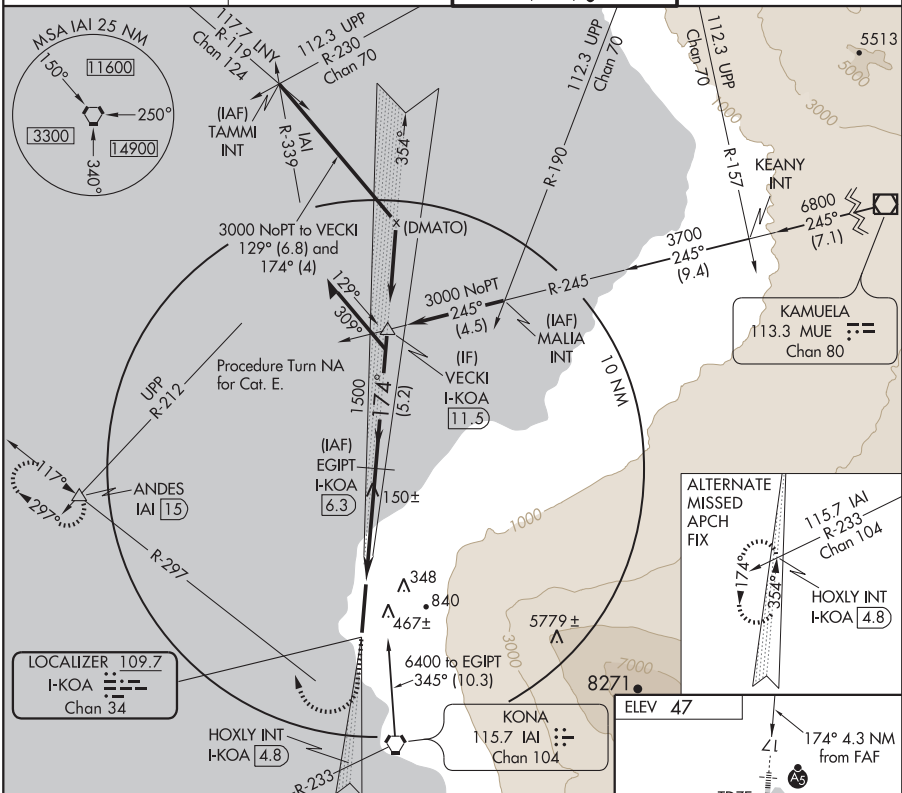 MSA IAI 25 NM
150°
11600
250°
3300
14900
340°
117.7 LNY
R-119
Chan 124
112.3 UPP
R-230
Chan 70
(IAF)
TAMMI
INT
IAI
R-339
354°
112.3 UPP
Chan 70
R-190
112.3 UPP
Chan 70
R-157
1000
3000
5513
5000
KEANY
INT
6800
245°
(7.1)
3700
245°
(9.4)
R-245
KAMUELA
113.3 MUE
Chan 80
3000 NoPT to VECKI
129° (6.8) and
174° (4)
(DMATO)
3000 NoPT
245°
(4.5)
(IAF)
MALIA
INT
10 NM
129°
309°
Procedure Turn NA
for Cat. E.
(IF)
VECKI
I-KOA
11.5
1500
174°
(5.2)
UPP
R-212
(IAF)
EGIPT
I-KOA
6.3
150±
117°
297°
ANDES
IAI 15
R-297
1000
348
840
467±
5779±
3000
7000
8271
6400 to EGIPT
345° (10.3)
LOCALIZER 109.7
I-KOA
Chan 34
HOXLY INT
I-KOA 4.8
R-233
KONA
115.7 IAI
Chan 104
ALTERNATE
MISSED
APCH
FIX
115.7 IAI
R-233
Chan 104
174°
354°
HOXLY INT
I-KOA 4.8
ELEV 47
17
174° 4.3 NM
from FAF
A5